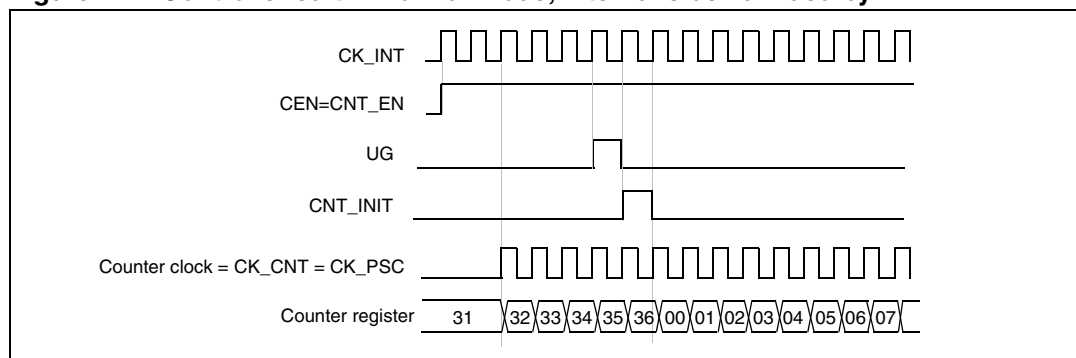 CK_INT
CEN=CNT_EN
UG
CNT_INIT
Counter clock = CK_CNT = CK_PSC
Counter register 31 32 33 34 35 36 00 01 02 03 04 05 06 07